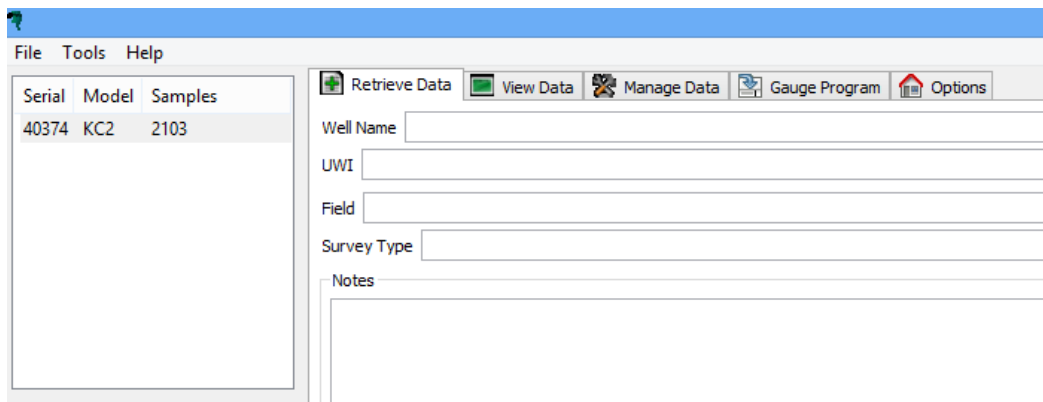 File Tools Help
Serial Model Samples
40374 KC2 2103
Retrieve Data View Data Manage Data Gauge Program Options
Well Name
UWI
Field
Survey Type
Notes